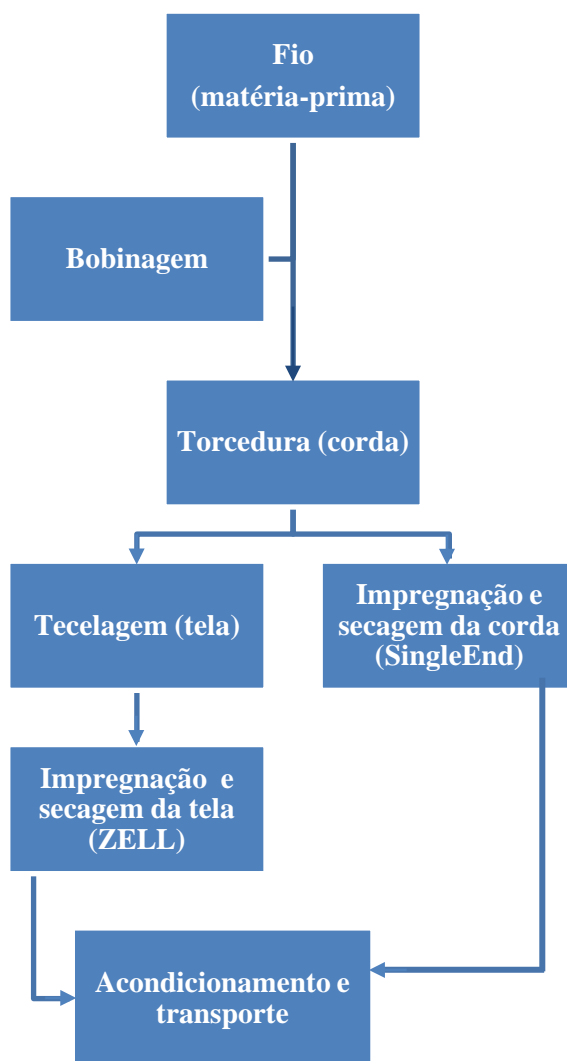 Fio
(matéria-prima)
Bobinagem
Torcedura (corda)
Tecelagem (tela)
Impregnação e
secagem da corda
(SingleEnd)
Impregnação e
secagem da tela
(ZELL)
Acondicionamento e
transporte